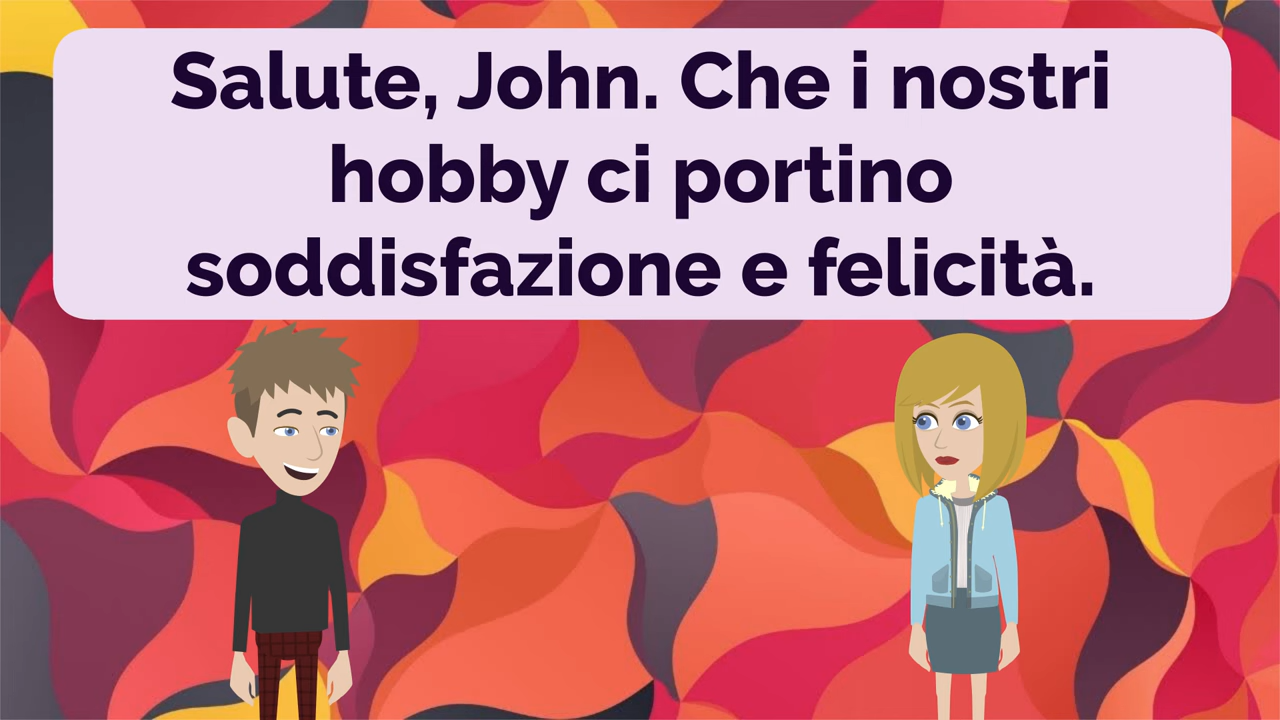 Salute, John. Che i nostri
hobby ci portino
soddisfazione e felicità.